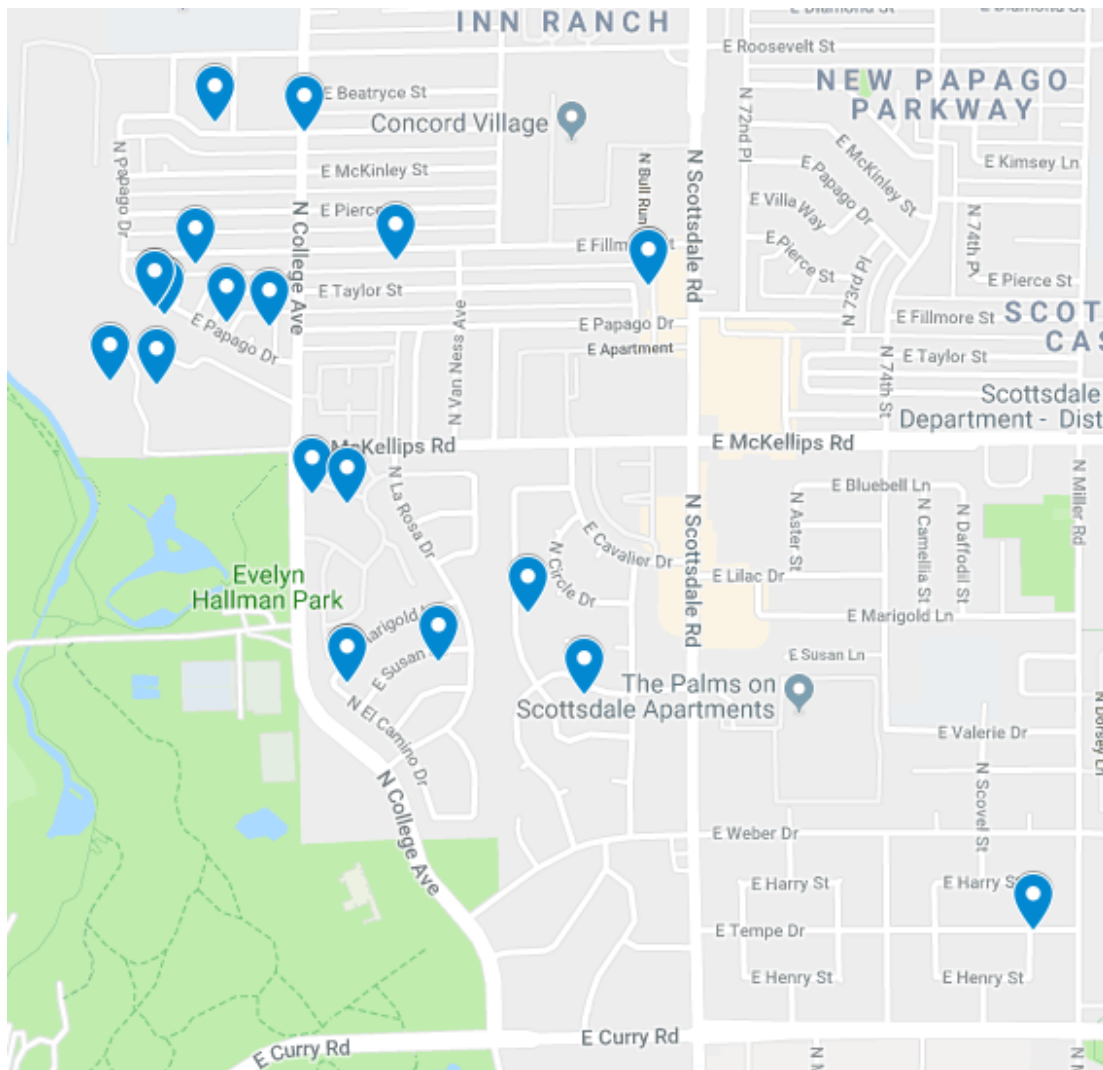 INN RANCH
E Diamond St
E Diamond St
E Roosevelt St
NEW PAPAGO
PARKWAY
E Beatryce St
Concord Village
N 72nd Pl
E McKinley St
E Kimsey Ln
N Papago Dr
E McKinley St
N Bull Run
N Scottsdale Rd
E Papago Dr
E Villa Way
E Pierce
N College Ave
E Fillmore St
E Pierce St
N 74th Pl
N 73rd Pl
E Pierce St
E Taylor St
N Van Ness Ave
E Papago Dr
E Papago Dr
E Apartment
E Fillmore St
SCOT
CAS
E Taylor St
N 74th St
Scottsdale
Department - Dist
McKellips Rd
E McKellips Rd
N La Rosa Dr
E Bluebell Ln
N Miller Rd
N Scottsdale Rd
N Aster St
N Camellia St
N Daffodil St
E Cavalier Dr
N Circle Dr
E Lilac Dr
Evelyn
Hallman Park
Marigold
E Marigold Ln
E Susan
E Susan Ln
The Palms on
Scottsdale Apartments
N El Camino Dr
N Dorsey Ln
E Valerie Dr
N College Ave
N Scovel St
E Weber Dr
E Harry St
E Harry S
E Tempe Dr
E Henry St
E Henry St
E Curry Rd
E Curry Rd
N
N M